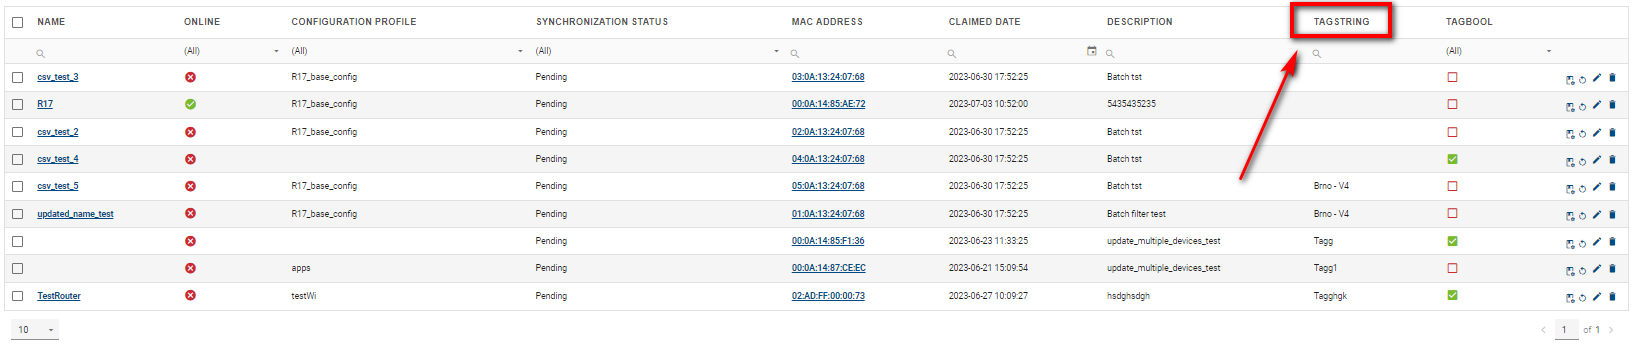 NAME ONLINE CONFIGURATION PROFILE SYNCHRONIZATION STATUS MAC ADDRESS CLAIMED DATE DESCRIPTION TAGSTRING TAGBOOL
(All) (All) (All) (All)
csv_test_3 R17_base_config Pending 03:0A:13:24:07:68 2023-06-30 17:52:25 Batch tst
R17 R17_base_config Pending 00:0A:14:85:AE:72 2023-07-03 10:52:00 5435435235
csv_test_2 R17_base_config Pending 02:0A:13:24:07:68 2023-06-30 17:52:25 Batch tst
csv_test_4 Pending 04:0A:13:24:07:68 2023-06-30 17:52:25 Batch tst
csv_test_5 R17_base_config Pending 05:0A:13:24:07:68 2023-06-30 17:52:25 Batch tst Brno - V4
updated_name_test R17_base_config Pending 01:0A:13:24:07:68 2023-06-30 17:52:25 Batch filter test Brno - V4
Pending 00:0A:14:85:F1:36 2023-06-23 11:33:25 update_multiple_devices_test Tagg
apps Pending 00:0A:14:87:CE:EC 2023-06-21 15:09:54 update_multiple_devices_test Tagg1
TestRouter testWi Pending 02:AD:FF:00:00:73 2023-06-27 10:09:27 hsdghsdgh Tagghgk
10 1 of 1